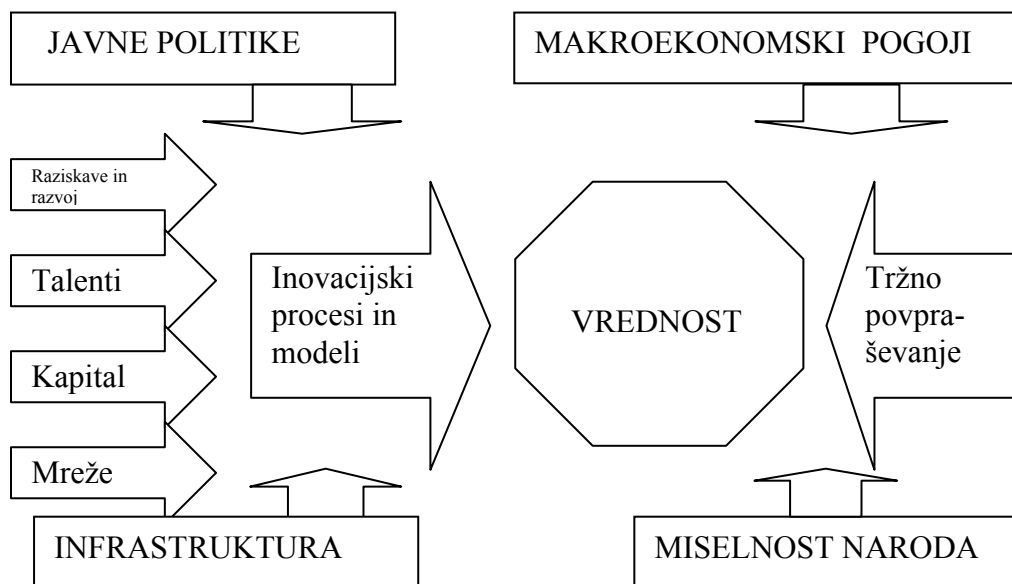 JAVNE POLITIKE
MAKROEKONOMSKI POGOJI
Raziskave in
razvoj
Talenti
Kapital
Mreže
Inovacijski
procesi in
modeli
VREDNOST
Tržno
povpra-
ševanje
INFRASTRUKTURA
MISELNOST NARODA